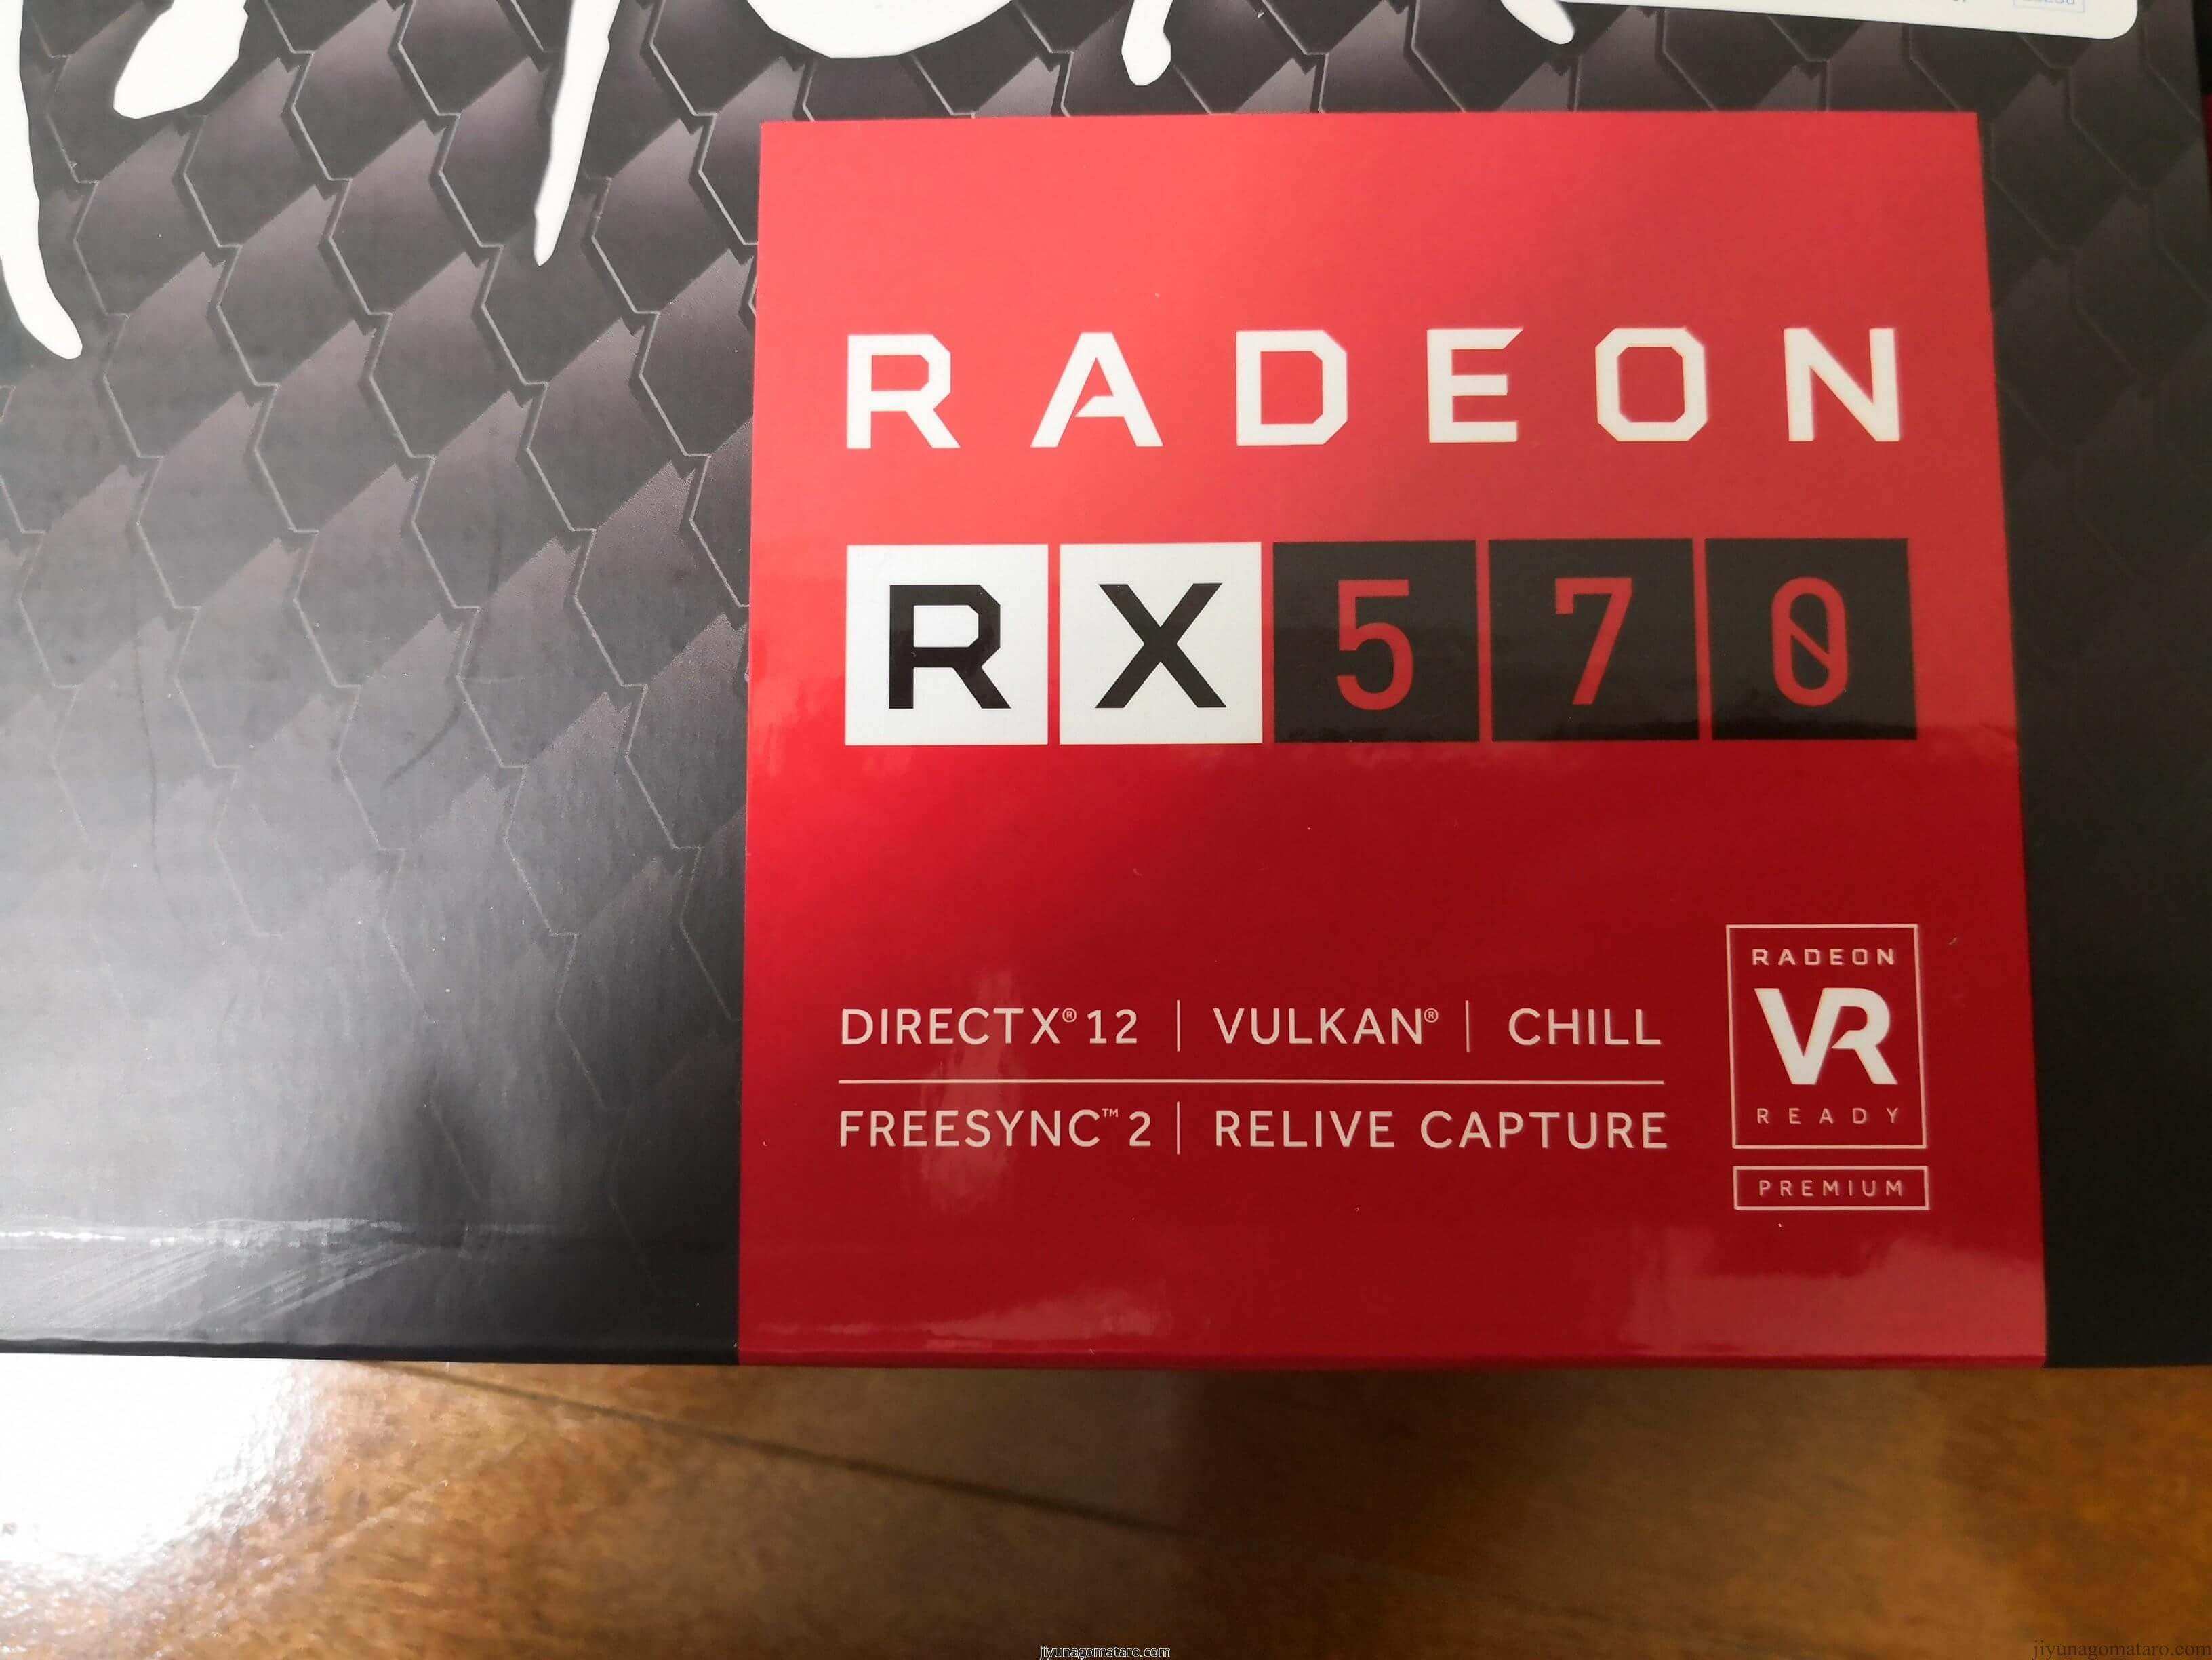 RADEON
RX 570
DIRECTX® 12 | VULKAN® | CHILL
FREESYNC™ 2 | RELIVE CAPTURE
RADEON
VR
READY
PREMIUM
jiyunagomataro.com
jiyunagomataro.com